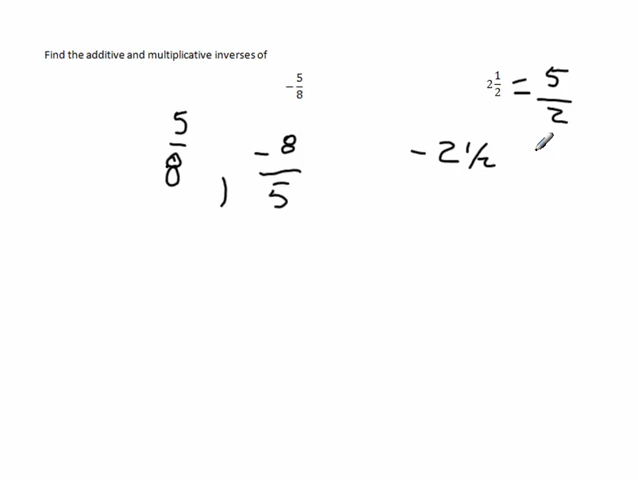 Find the additive and multiplicative inverses of
-5/8
2 1/2 = 5/2
5/8 , -8/5
- 2 1/2